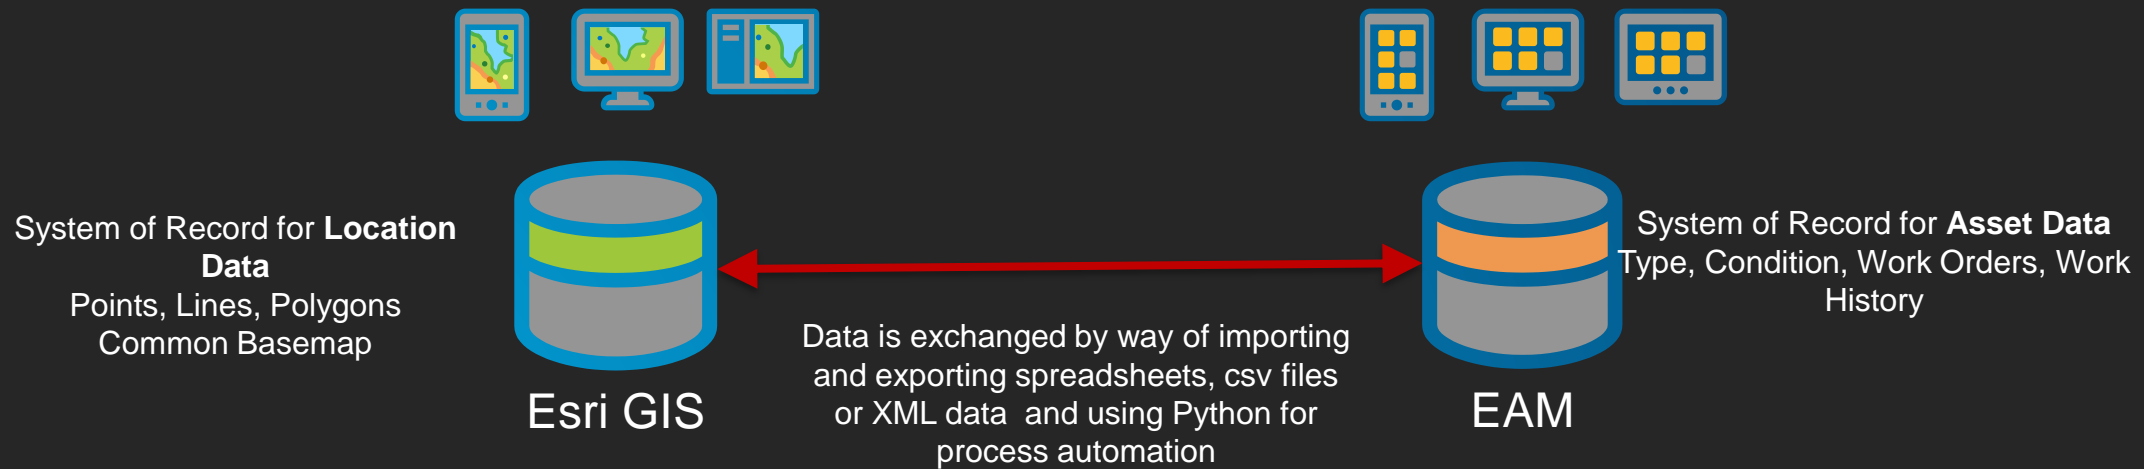 System of Record for Location
Data
Points, Lines, Polygons
Common Basemap
Esri GIS
Data is exchanged by way of importing
and exporting spreadsheets, csv files
or XML data  and using Python for
process automation
EAM
System of Record for Asset Data
Type, Condition, Work Orders, Work
History